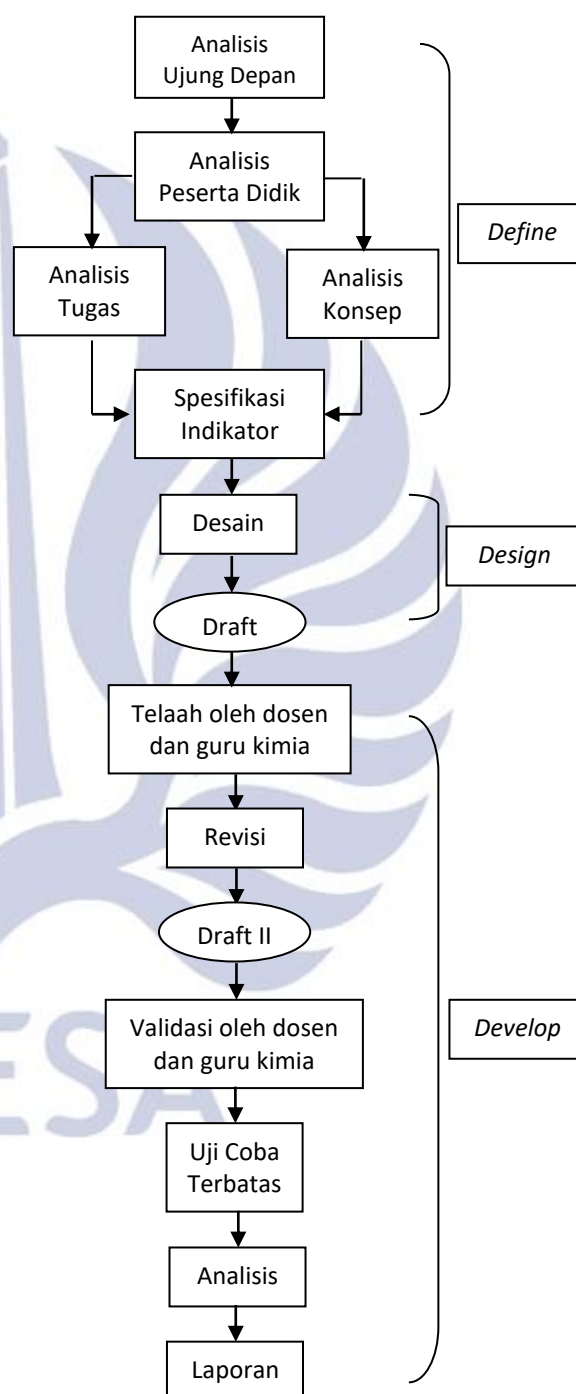 Analisis
Ujung Depan
Analisis
Peserta Didik
Define
Analisis
Tugas
Analisis
Konsep
Spesifikasi
Indikator
Desain
Design
Draft
Telaah oleh dosen
dan guru kimia
Revisi
Draft II
Validasi oleh dosen
dan guru kimia
Develop
ESA
Uji Coba
Terbatas
Analisis
Laporan